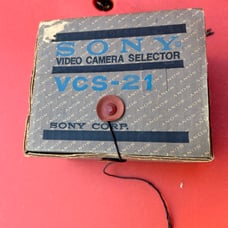 SONY
VIDEO CAMERA SELECTOR
VCS-21
SONY CORP.